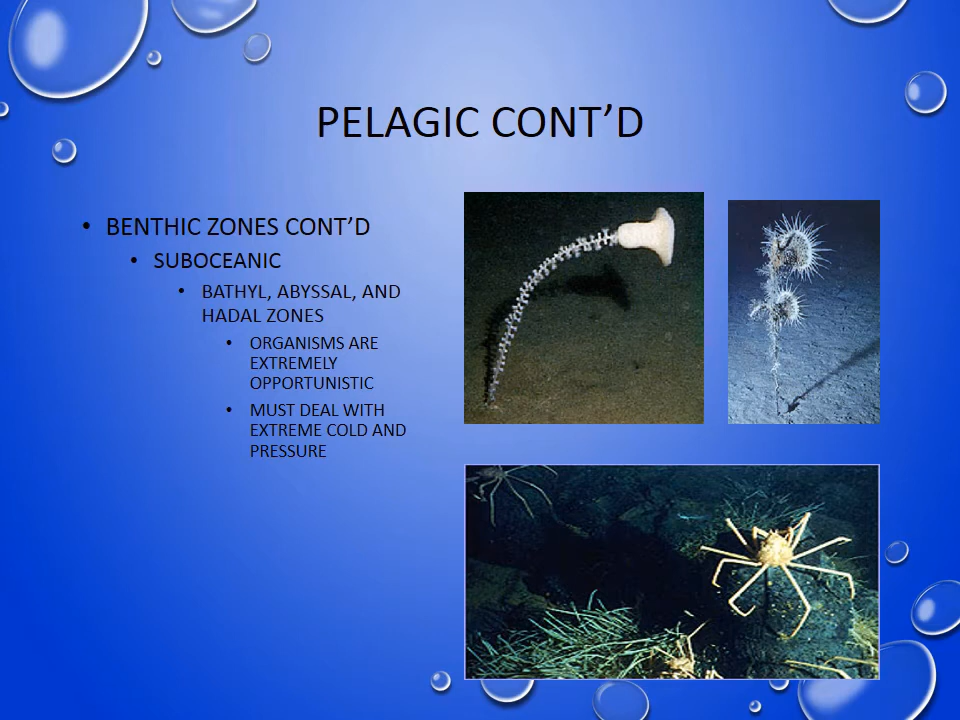 PELAGIC CONT’D
• BENTHIC ZONES CONT’D
• SUBOCEANIC
• BATHYL, ABYSSAL, AND
HADAL ZONES
• ORGANISMS ARE
EXTREMELY
OPPORTUNISTIC
• MUST DEAL WITH
EXTREME COLD AND
PRESSURE